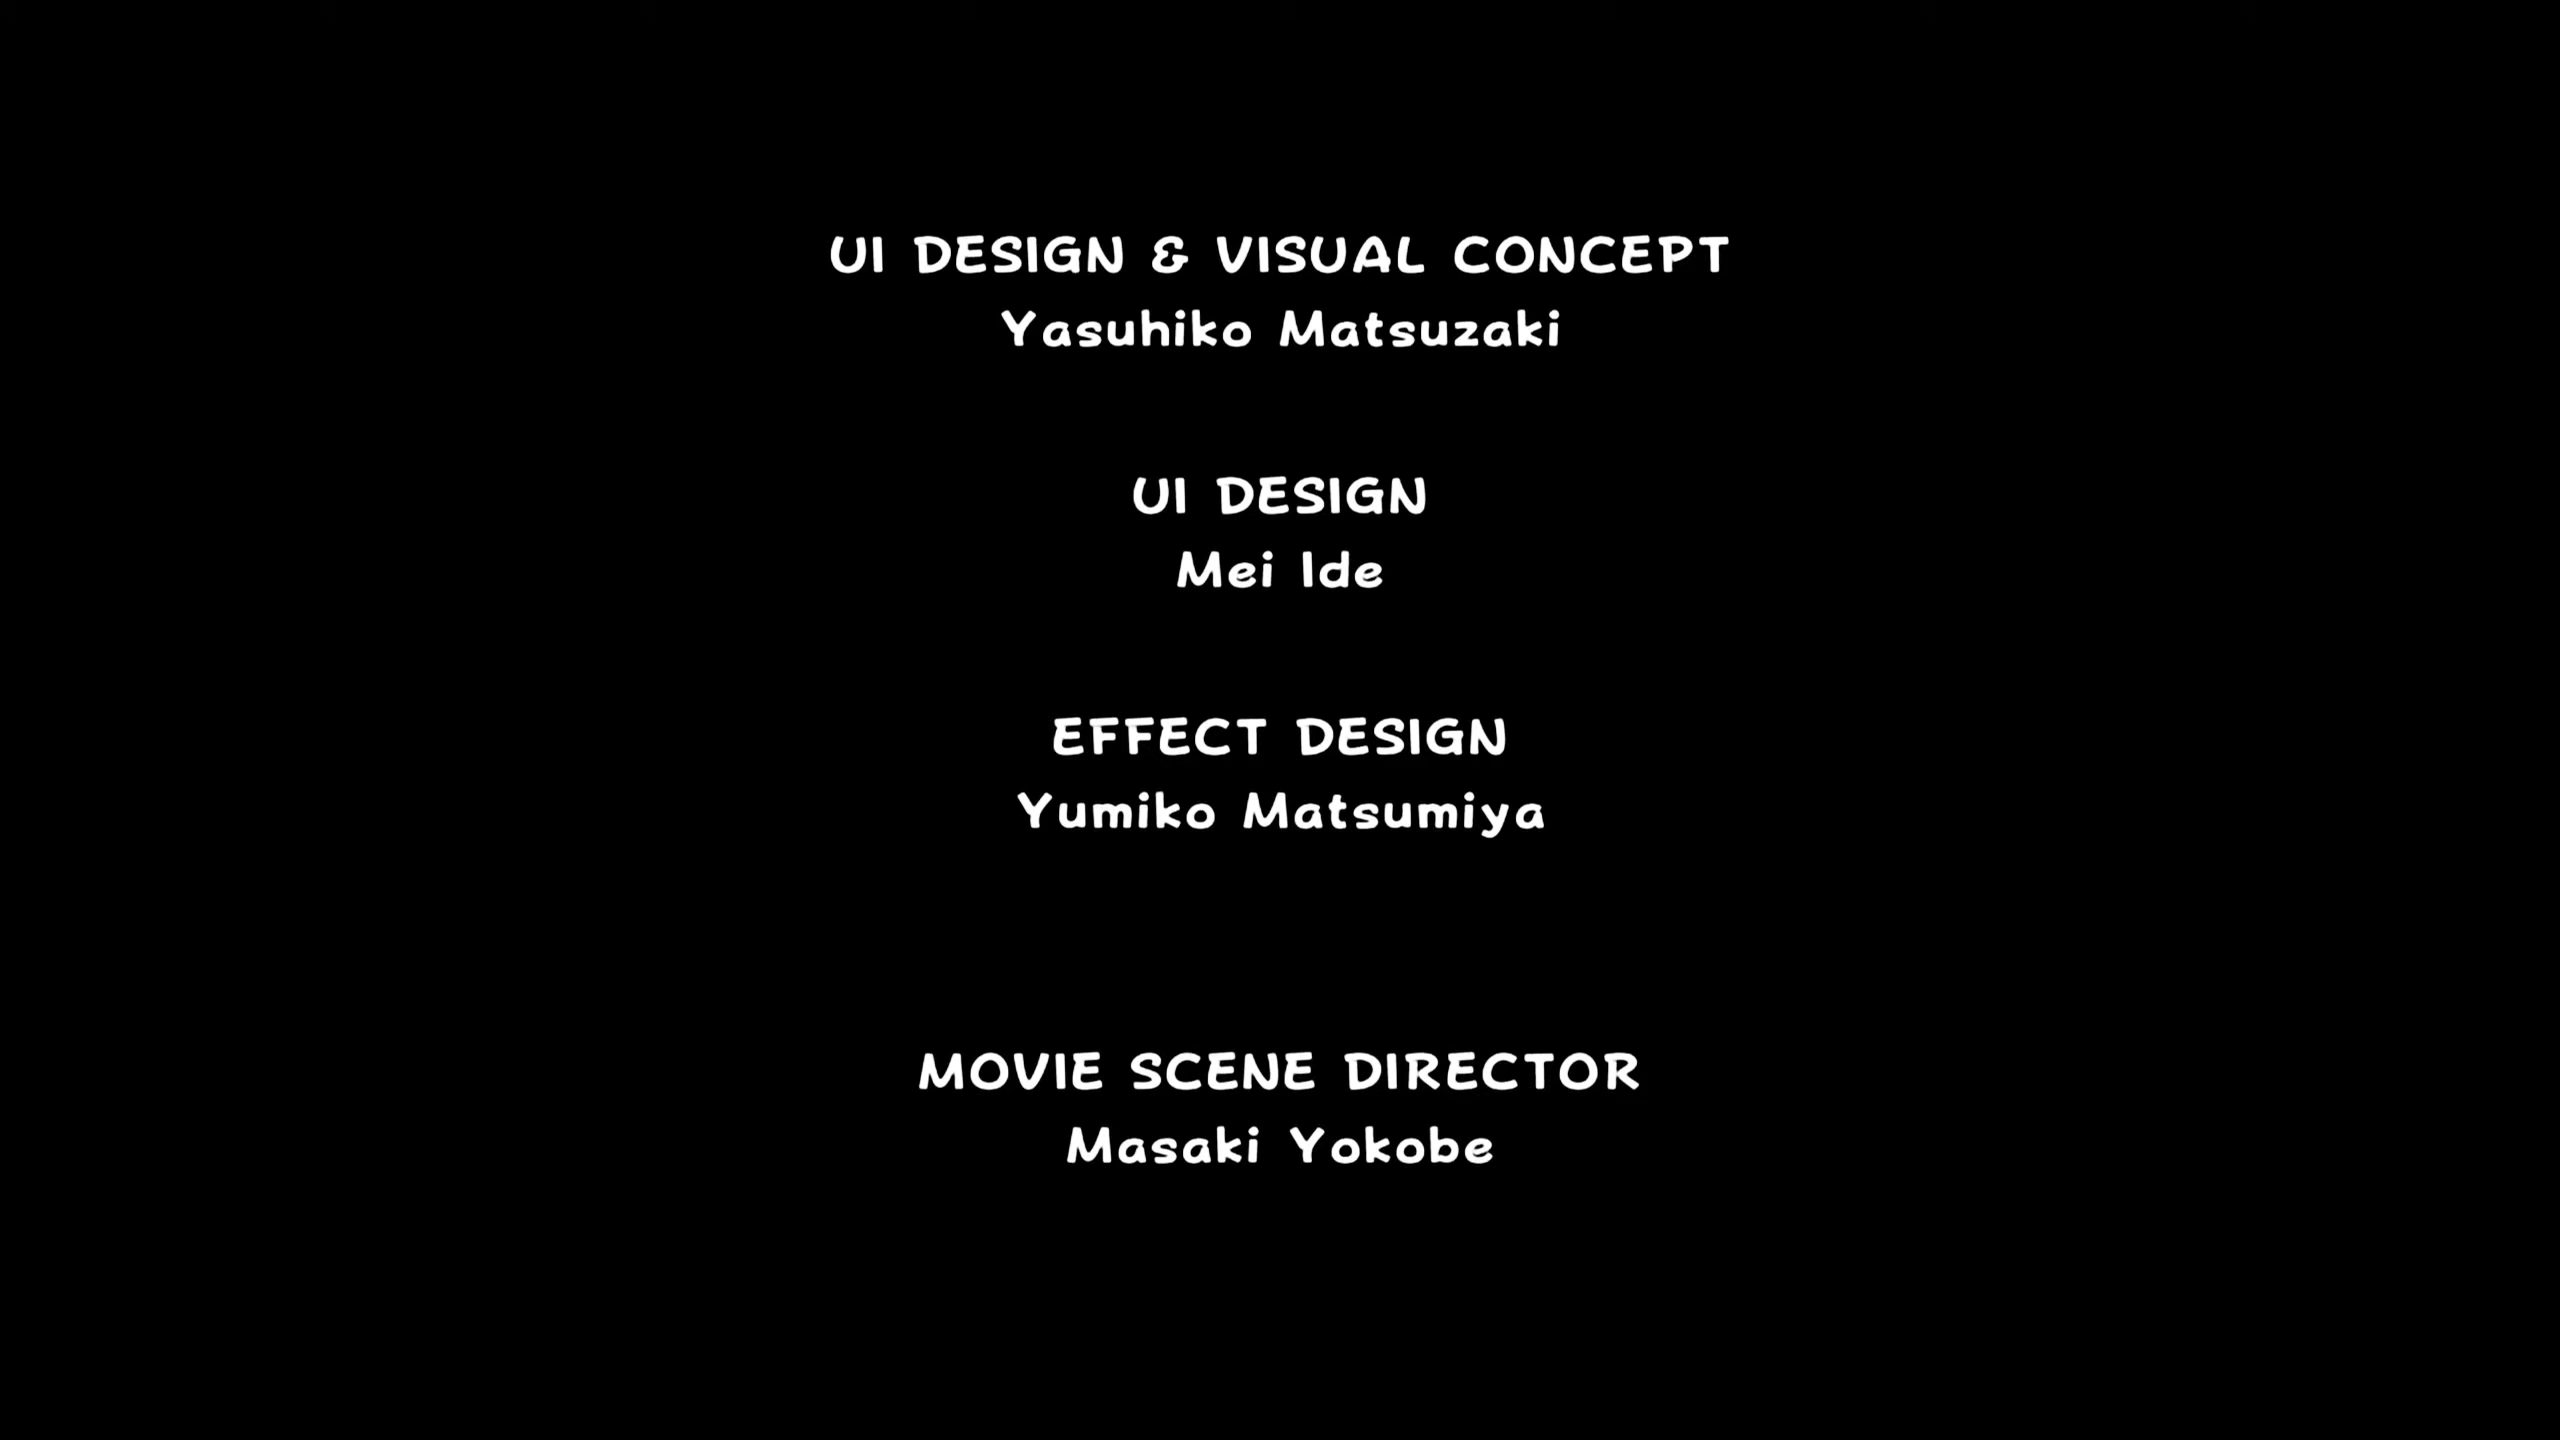 UI DESIGN & VISUAL CONCEPT
Yasuhiko Matsuzaki
UI DESIGN
Mei Ide
EFFECT DESIGN
Yumiko Matsumiya
MOVIE SCENE DIRECTOR
Masaki Yokobe